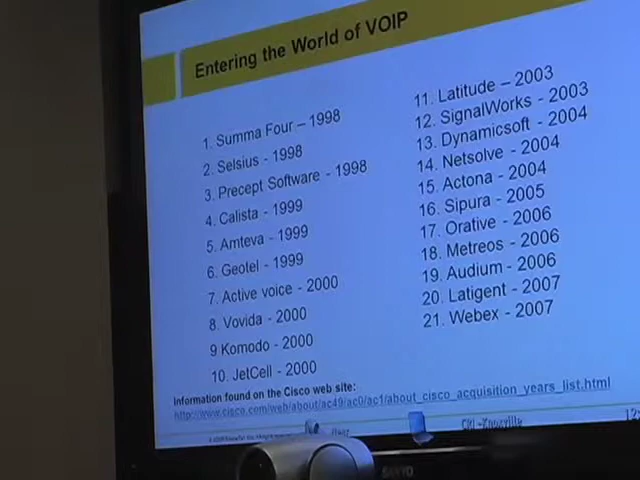 Entering the World of VOIP
1. Summa Four – 1998
2. Selsius - 1998
3. Precept Software - 1998
4. Calista - 1999
5. Amteva - 1999
6. Geotel - 1999
7. Active voice - 2000
8. Vovida - 2000
9 Komodo - 2000
10. JetCell - 2000
11. Latitude – 2003
12. SignalWorks - 2003
13. Dynamicsoft - 2004
14. Netsolve - 2004
15. Actona - 2004
16. Sipura - 2005
17. Orative - 2006
18. Metreos - 2006
19. Audium - 2006
20. Latigent - 2007
21. Webex - 2007
Information found on the Cisco web site:
http://www.cisco.com/web/about/ac49/ac0/ac1/about_cisco_acquisition_years_list.html
SANYO